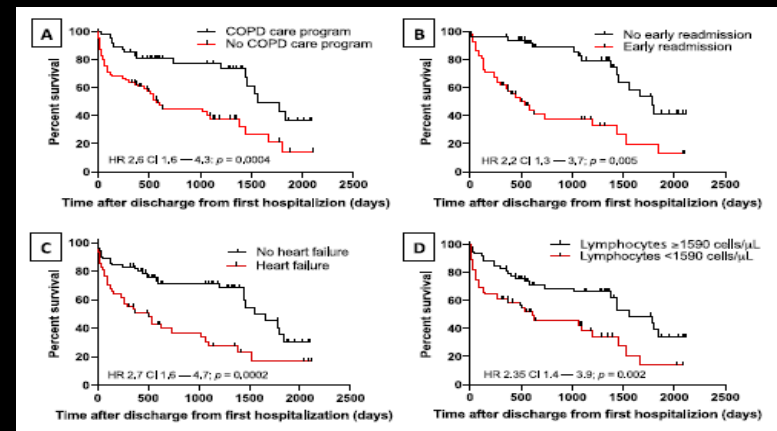 A
COPD care program
No COPD care program
100
80
60
40
20
0
Percent survival
HR 2,6 CI 1,6 — 4,3; p = 0,0004
0 500 1000 1500 2000 2500
Time after discharge from first hospitalizion (days)
B
No early readmission
Early readmission
100
80
60
40
20
0
Percent survival
HR 2,2 CI 1,3 — 3,7; p = 0,005
0 500 1000 1500 2000 2500
Time after discharge from first hospitalizion (days)
C
No heart failure
Heart failure
100
80
60
40
20
0
Percent survival
HR 2,7 CI 1,6 — 4,7; p = 0,0002
0 500 1000 1500 2000 2500
Time after discharge from first hospitalization (days)
D
Lymphocytes ≥1590 cells/µL
Lymphocytes <1590 cells/µL
100
80
60
40
20
0
Percent survival
HR 2.35 CI 1.4 — 3.9; p = 0.002
0 500 1000 1500 2000 2500
Time after discharge from first hospitalization (days)